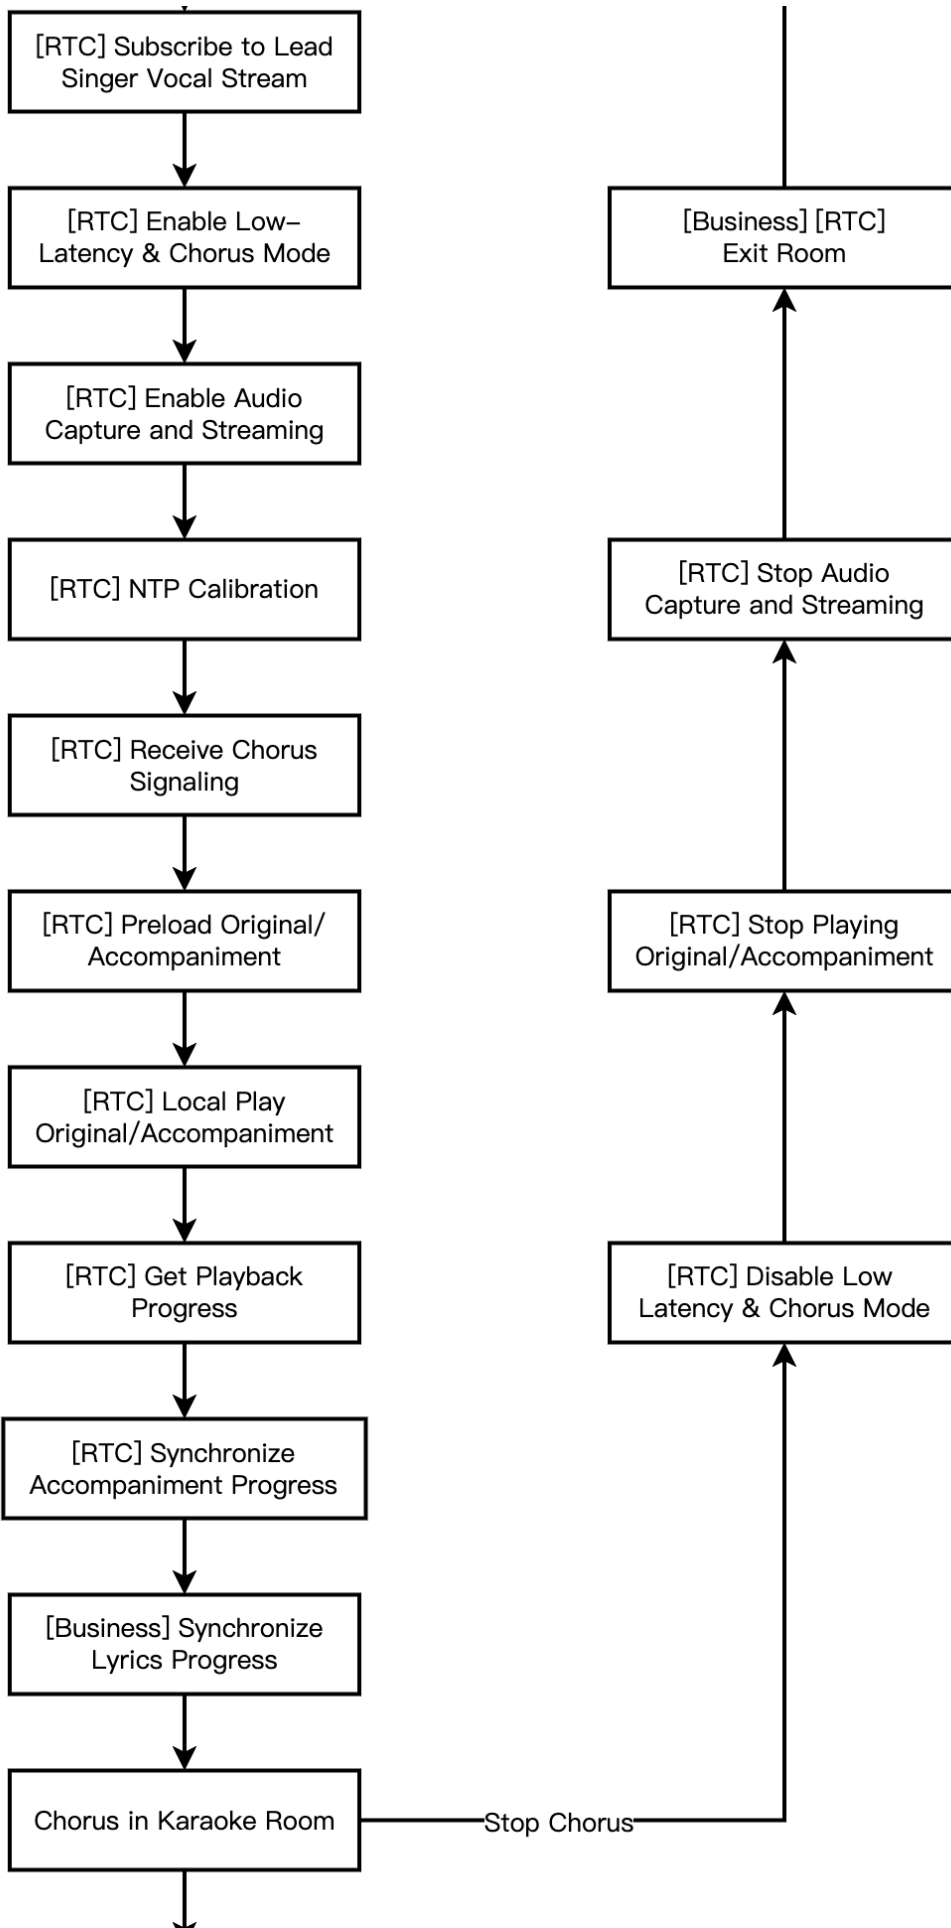 [RTC] Subscribe to Lead
Singer Vocal Stream
[RTC] Enable Low–
Latency & Chorus Mode
[RTC] Enable Audio
Capture and Streaming
[RTC] NTP Calibration
[RTC] Receive Chorus
Signaling
[RTC] Preload Original/
Accompaniment
[RTC] Local Play
Original/Accompaniment
[RTC] Get Playback
Progress
[RTC] Synchronize
Accompaniment Progress
[Business] Synchronize
Lyrics Progress
Chorus in Karaoke Room
Stop Chorus
[RTC] Disable Low
Latency & Chorus Mode
[RTC] Stop Playing
Original/Accompaniment
[RTC] Stop Audio
Capture and Streaming
[Business] [RTC]
Exit Room